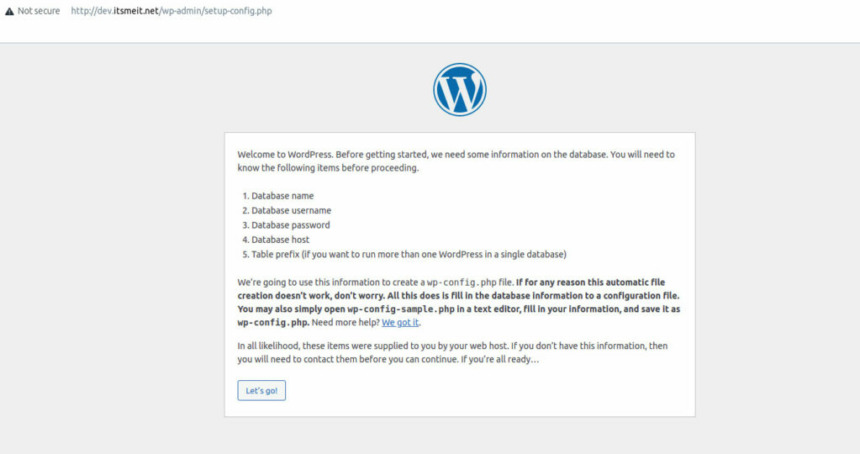 Not secure http://dev.itsmeit.net/wp-admin/setup-config.php
Welcome to WordPress. Before getting started, we need some information on the database. You will need to
know the following items before proceeding.
1. Database name
2. Database username
3. Database password
4. Database host
5. Table prefix (if you want to run more than one WordPress in a single database)
We're going to use this information to create a wp-config.php file. If for any reason this automatic file
creation doesn't work, don't worry. All this does is fill in the database information to a configuration file.
You may also simply open wp-config-sample.php in a text editor, fill in your information, and save it as
wp-config.php. Need more help? We got it.
In all likelihood, these items were supplied to you by your web host. If you don't have this information, then
you will need to contact them before you can continue. If you're all ready…
Let's go!